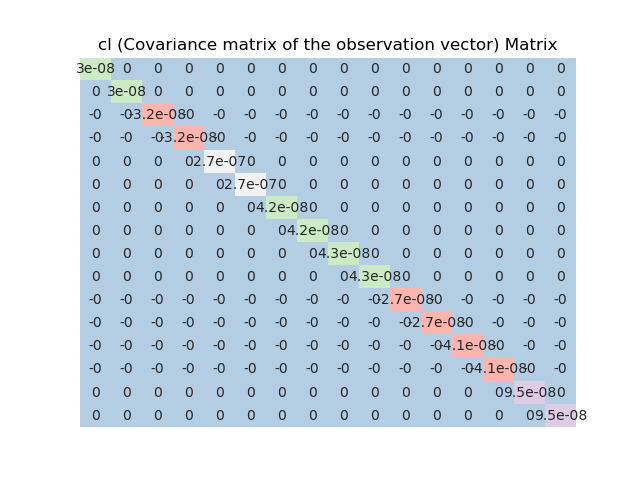 cl (Covariance matrix of the observation vector) Matrix
3e-08 0 0 0 0 0 0 0 0 0 0 0 0 0 0 0
0 3e-08 0 0 0 0 0 0 0 0 0 0 0 0 0 0
-0 -0 -3.2e-08 -0 -0 -0 -0 -0 -0 -0 -0 -0 -0 -0 -0 -0
-0 -0 -0 -3.2e-08 -0 -0 -0 -0 -0 -0 -0 -0 -0 -0 -0 -0
0 0 0 0 2.7e-07 0 0 0 0 0 0 0 0 0 0 0
0 0 0 0 0 2.7e-07 0 0 0 0 0 0 0 0 0 0
0 0 0 0 0 0 4.2e-08 0 0 0 0 0 0 0 0 0
0 0 0 0 0 0 0 4.2e-08 0 0 0 0 0 0 0 0
0 0 0 0 0 0 0 0 4.3e-08 0 0 0 0 0 0 0
0 0 0 0 0 0 0 0 0 4.3e-08 0 0 0 0 0 0
-0 -0 -0 -0 -0 -0 -0 -0 -0 -0 -2.7e-08 -0 -0 -0 -0 -0
-0 -0 -0 -0 -0 -0 -0 -0 -0 -0 -0 -2.7e-08 -0 -0 -0 -0
-0 -0 -0 -0 -0 -0 -0 -0 -0 -0 -0 -0 -4.1e-08 -0 -0 -0
-0 -0 -0 -0 -0 -0 -0 -0 -0 -0 -0 -0 -0 -4.1e-08 -0 -0
0 0 0 0 0 0 0 0 0 0 0 0 0 0 9.5e-08 0
0 0 0 0 0 0 0 0 0 0 0 0 0 0 0 9.5e-08